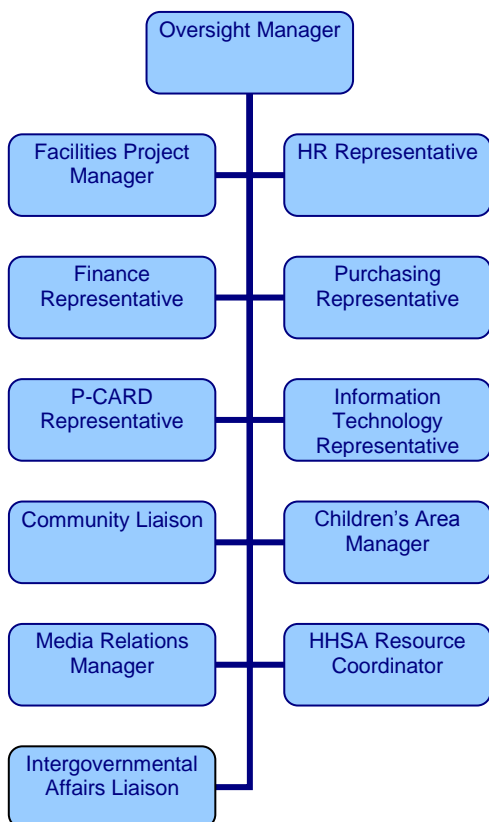 Oversight Manager
Facilities Project
Manager
HR Representative
Finance
Representative
Purchasing
Representative
P-CARD
Representative
Information
Technology
Representative
Community Liaison
Children’s Area
Manager
Media Relations
Manager
HHSA Resource
Coordinator
Intergovernmental
Affairs Liaison